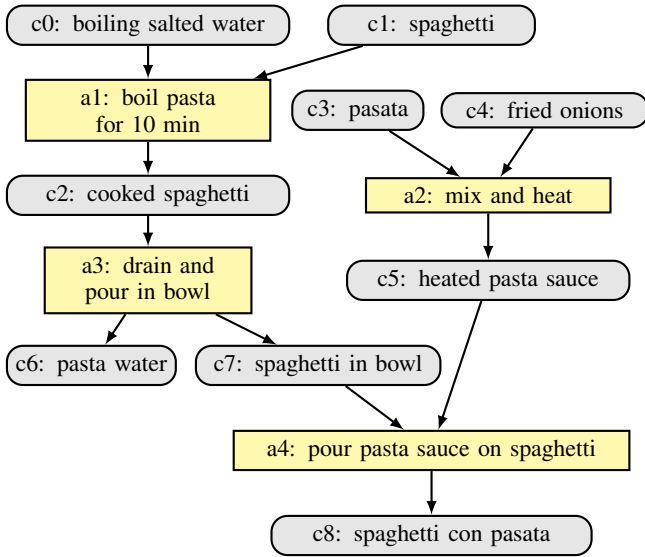 c0: boiling salted water
c1: spaghetti
a1: boil pasta
for 10 min
c3: pasata
c4: fried onions
c2: cooked spaghetti
a2: mix and heat
a3: drain and
pour in bowl
c5: heated pasta sauce
c6: pasta water
c7: spaghetti in bowl
a4: pour pasta sauce on spaghetti
c8: spaghetti con pasata